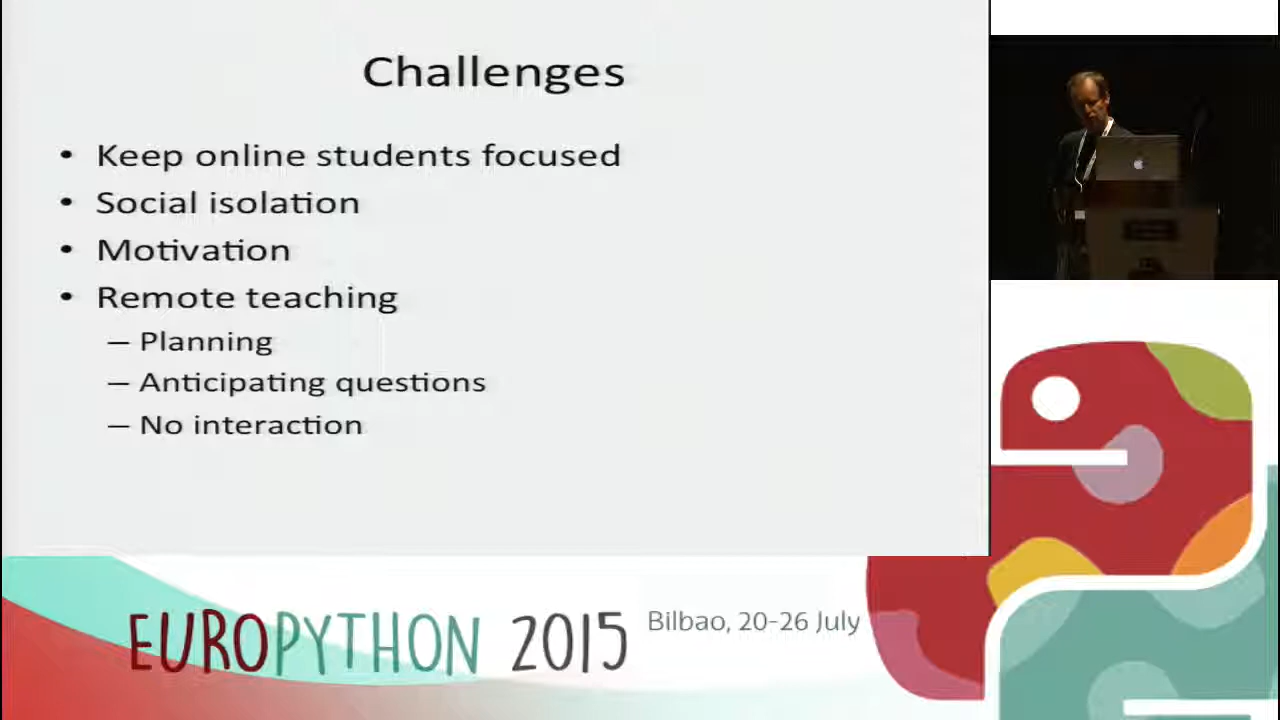 Challenges
• Keep online students focused
• Social isolation
• Motivation
• Remote teaching
– Planning
– Anticipating questions
– No interaction
EUROPYTHON 2015 Bilbao, 20-26 July